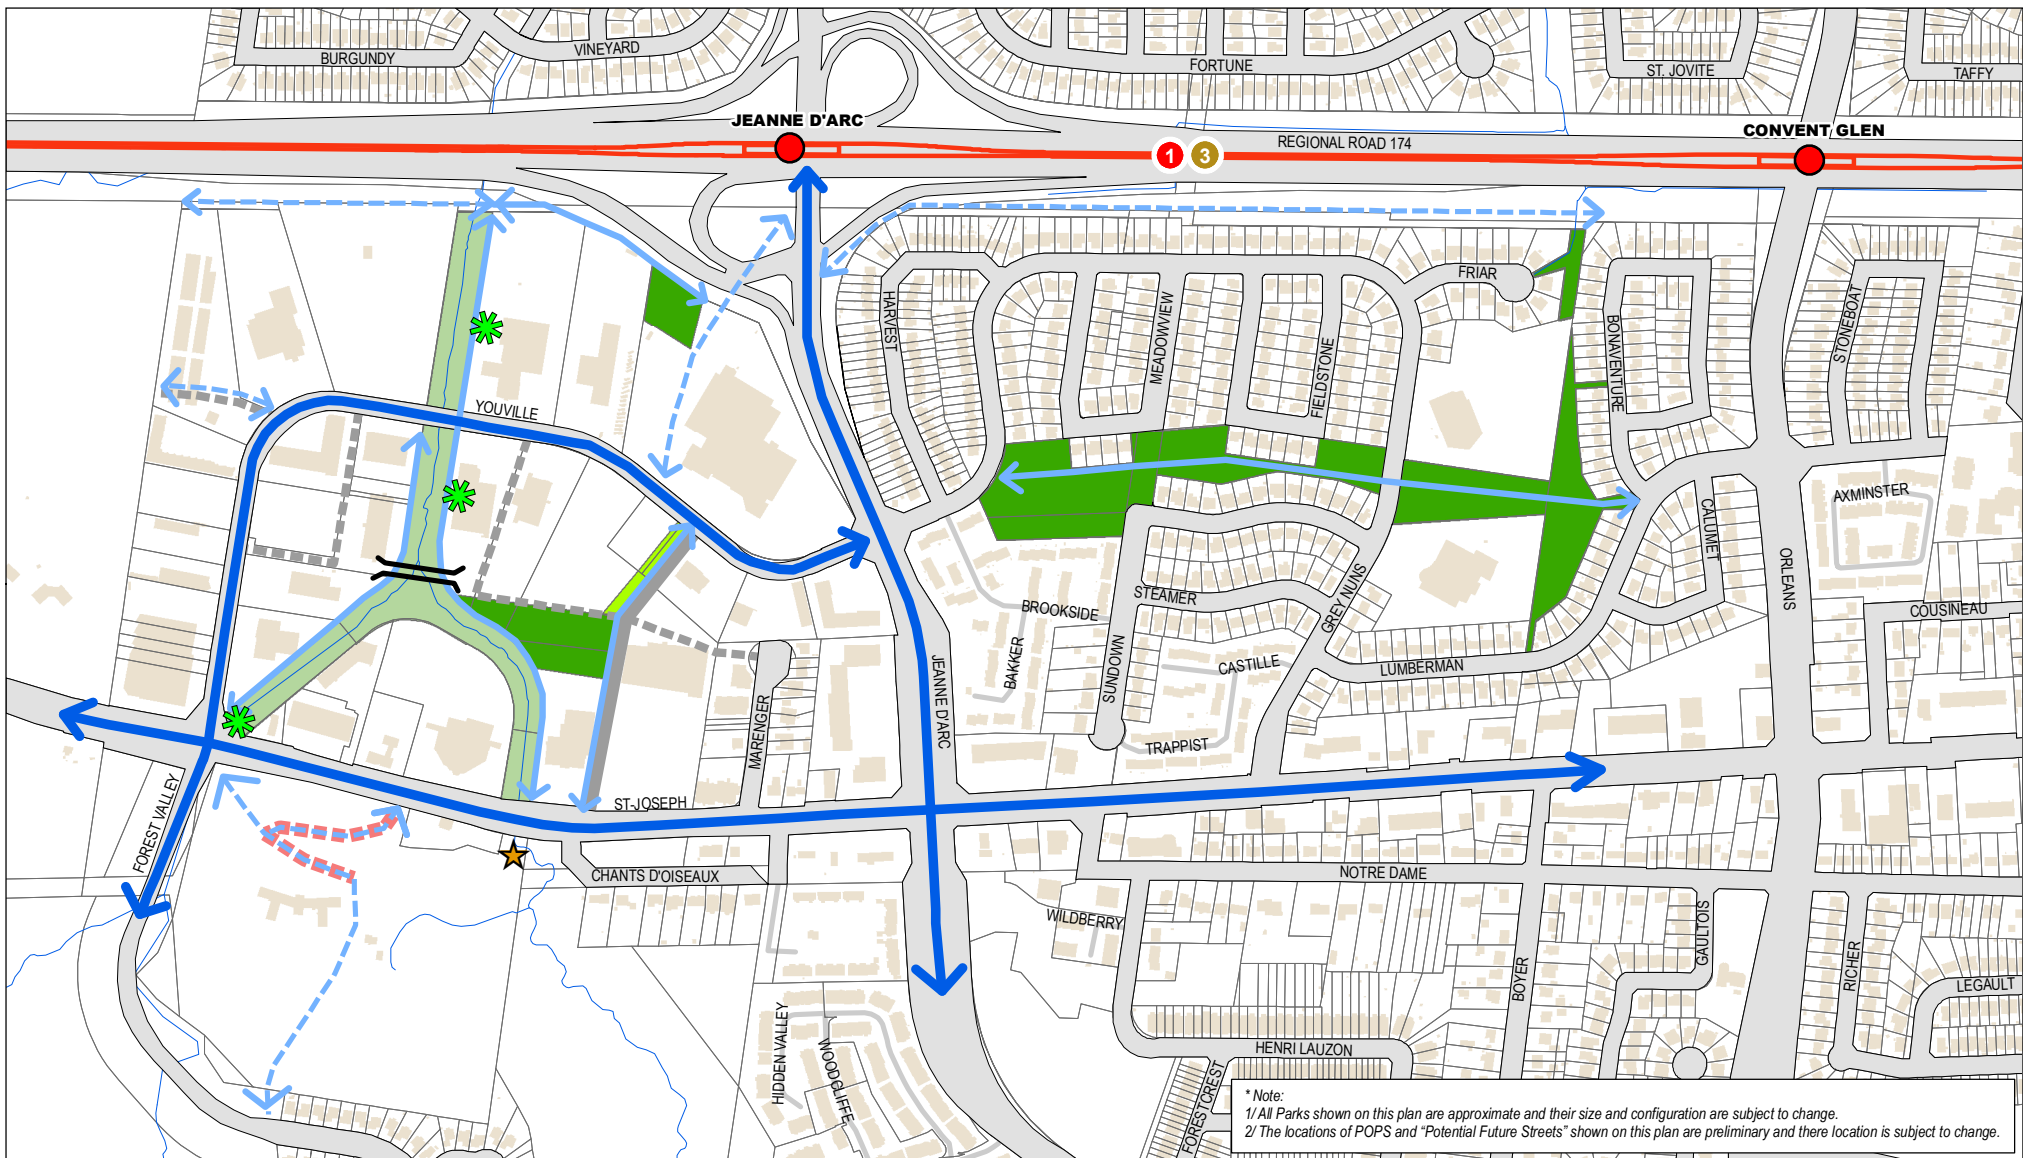 BURGUNDY
VINEYARD
FORTUNE
ST. JOVITE
TAFFY
JEANNE D'ARC
CONVENT GLEN
REGIONAL ROAD 174
1
3
HARVEST
MEADOWVIEW
FIELDSTONE
FRIAR
BONAVENTURE
STONEBOAT
YOUVILLE
AXMINSTER
CALUMET
ORLEANS
COUSINEAU
BROOKSIDE
STEAMER
GREY NUNS
BAKKER
SUNDOWN
CASTILLE
LUMBERMAN
JEANNE D'ARC
MARENGER
TRAPPIST
FOREST VALLEY
ST-JOSEPH
CHANTS D'OISEAUX
NOTRE DAME
WILDBERRY
GAULTOIS
RICHER
BOYER
LEGAULT
HIDDEN VALLEY
WOODCLIFFE
HENRI LAUZON
FORESTCREST
* Note:
1/ All Parks shown on this plan are approximate and their size and configuration are subject to change.
2/ The locations of POPS and “Potential Future Streets” shown on this plan are preliminary and there location is subject to change.